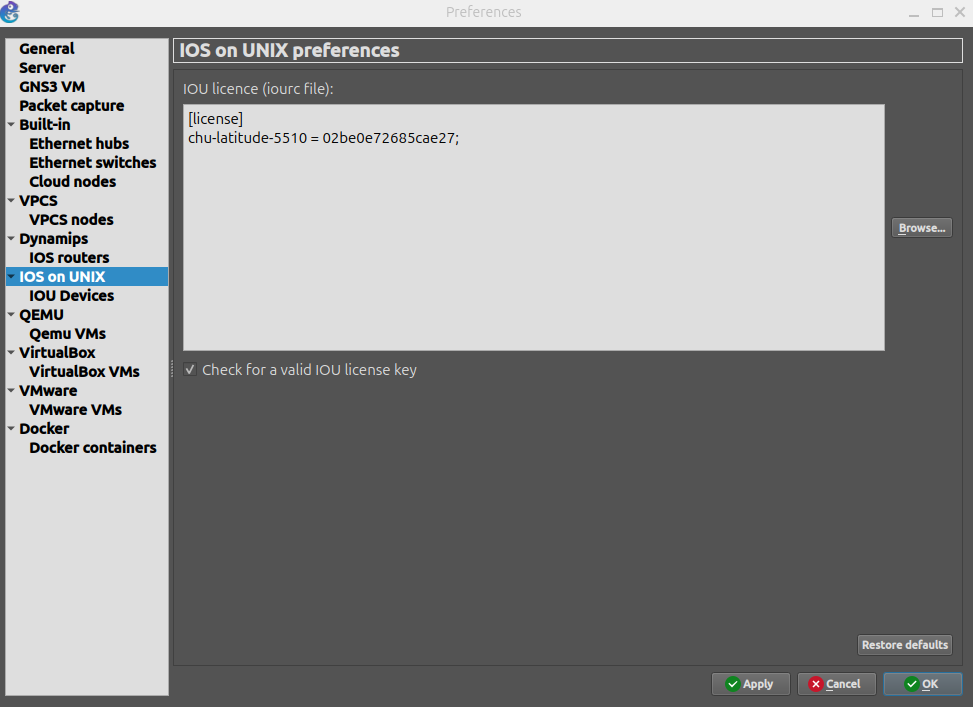 Preferences
General
Server
GNS3 VM
Packet capture
Built-in
Ethernet hubs
Ethernet switches
Cloud nodes
VPCS
VPCS nodes
Dynamips
IOS routers
IOS on UNIX
IOU Devices
QEMU
Qemu VMs
VirtualBox
VirtualBox VMs
VMware
VMware VMs
Docker
Docker containers
IOS on UNIX preferences
IOU licence (iourc file):
[license]
chu-latitude-5510 = 02be0e72685cae27;
Browse...
Check for a valid IOU license key
Restore defaults
Apply
Cancel
OK